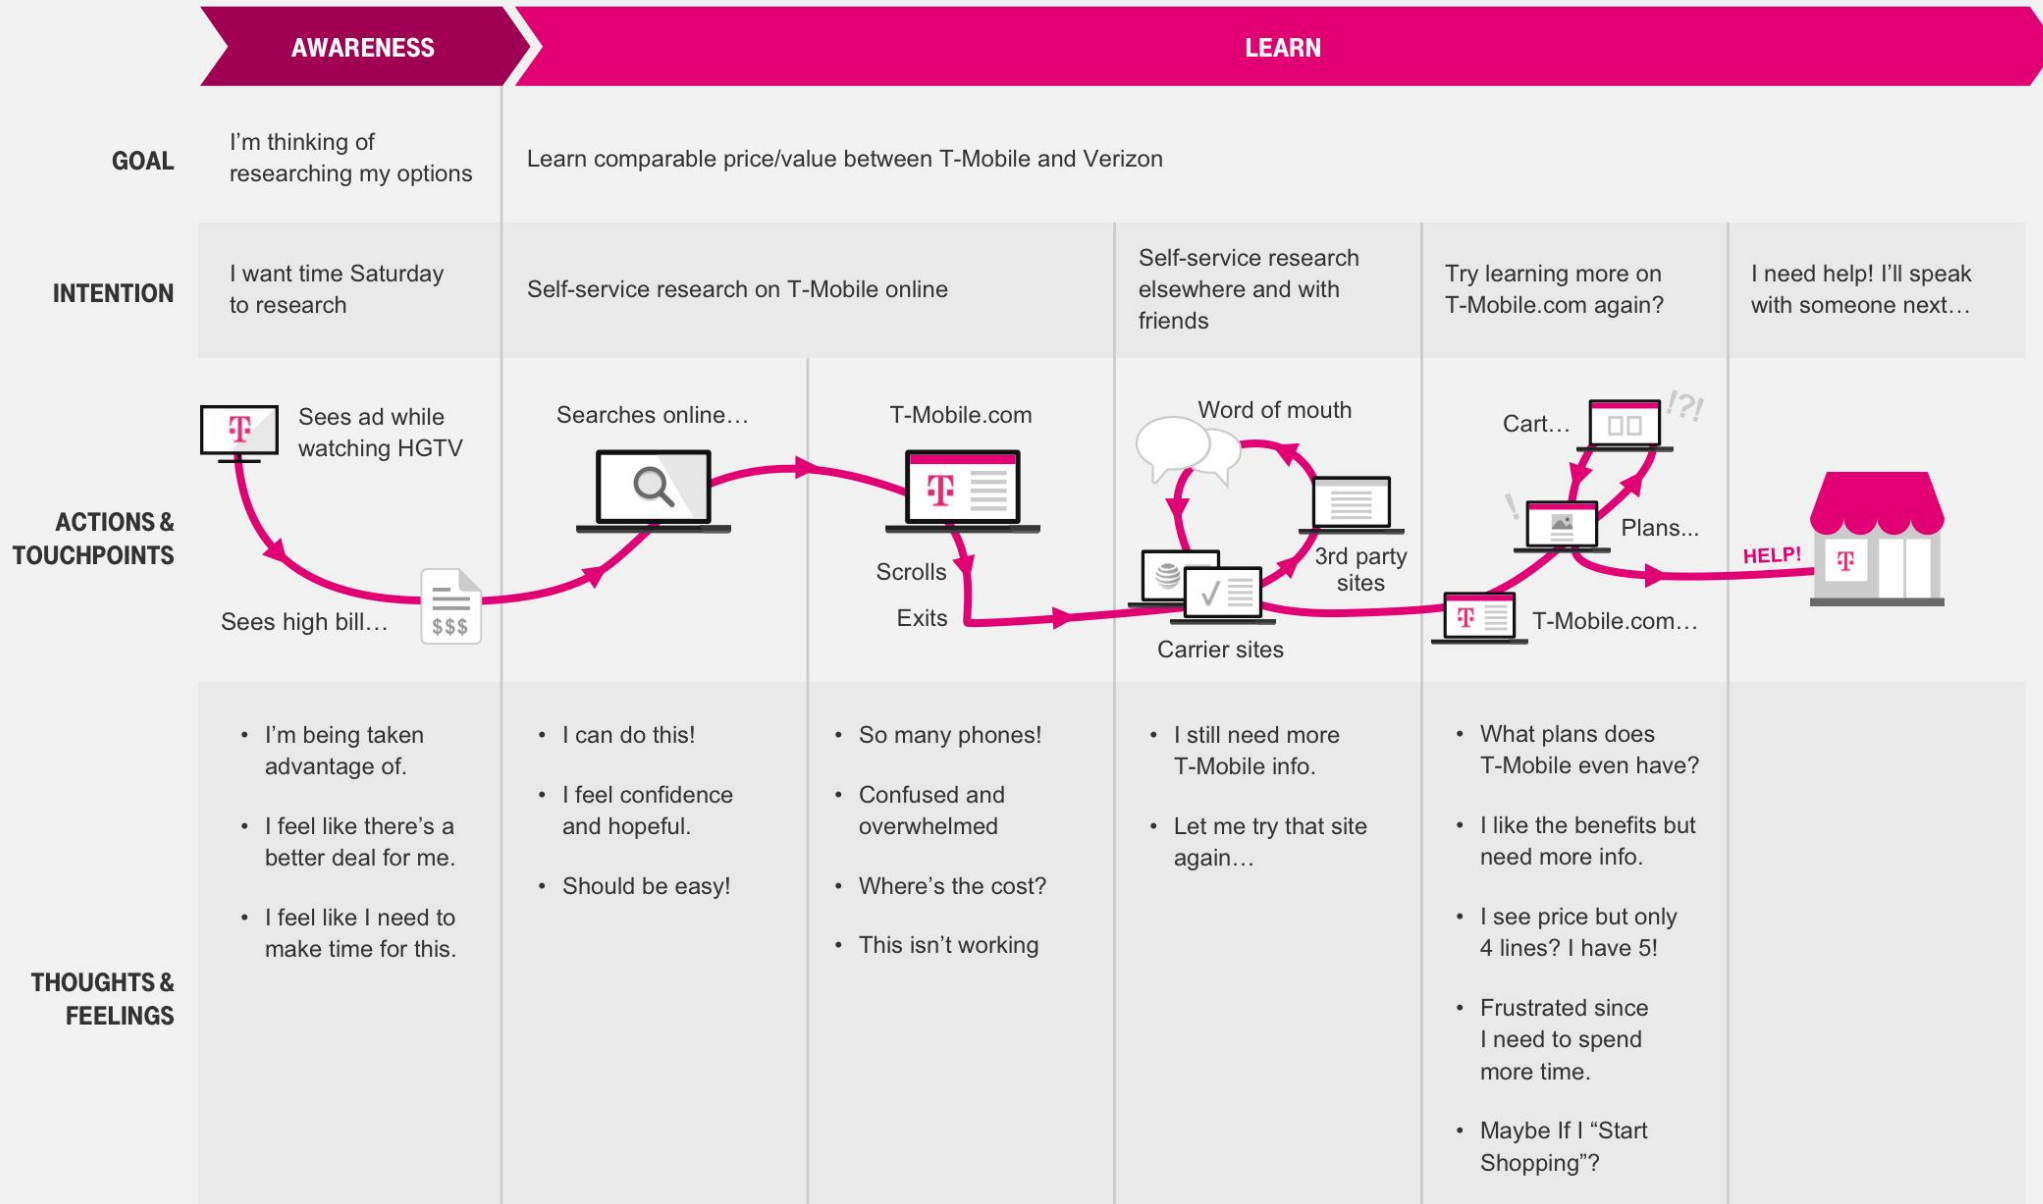 AWARENESS
LEARN
GOAL
I'm thinking of
researching my options
Learn comparable price/value between T-Mobile and Verizon
INTENTION
I want time Saturday
to research
Self-service research on T-Mobile online
Self-service research
elsewhere and with
friends
Try learning more on
T-Mobile.com again?
I need help! I'll speak
with someone next…
ACTIONS &
TOUCHPOINTS
T
Sees ad while
watching HGTV
Sees high bill…
$$$
Searches online…
T-Mobile.com
T
Scrolls
Exits
Word of mouth
3rd party
sites
Carrier sites
Cart…
!?!
!
Plans...
T
T-Mobile.com…
HELP!
T
THOUGHTS &
FEELINGS
• I'm being taken
advantage of.
• I feel like there's a
better deal for me.
• I feel like I need to
make time for this.
• I can do this!
• I feel confidence
and hopeful.
• Should be easy!
• So many phones!
• Confused and
overwhelmed
• Where's the cost?
• This isn't working
• I still need more
T-Mobile info.
• Let me try that site
again…
• What plans does
T-Mobile even have?
• I like the benefits but
need more info.
• I see price but only
4 lines? I have 5!
• Frustrated since
I need to spend
more time.
• Maybe If I “Start
Shopping”?